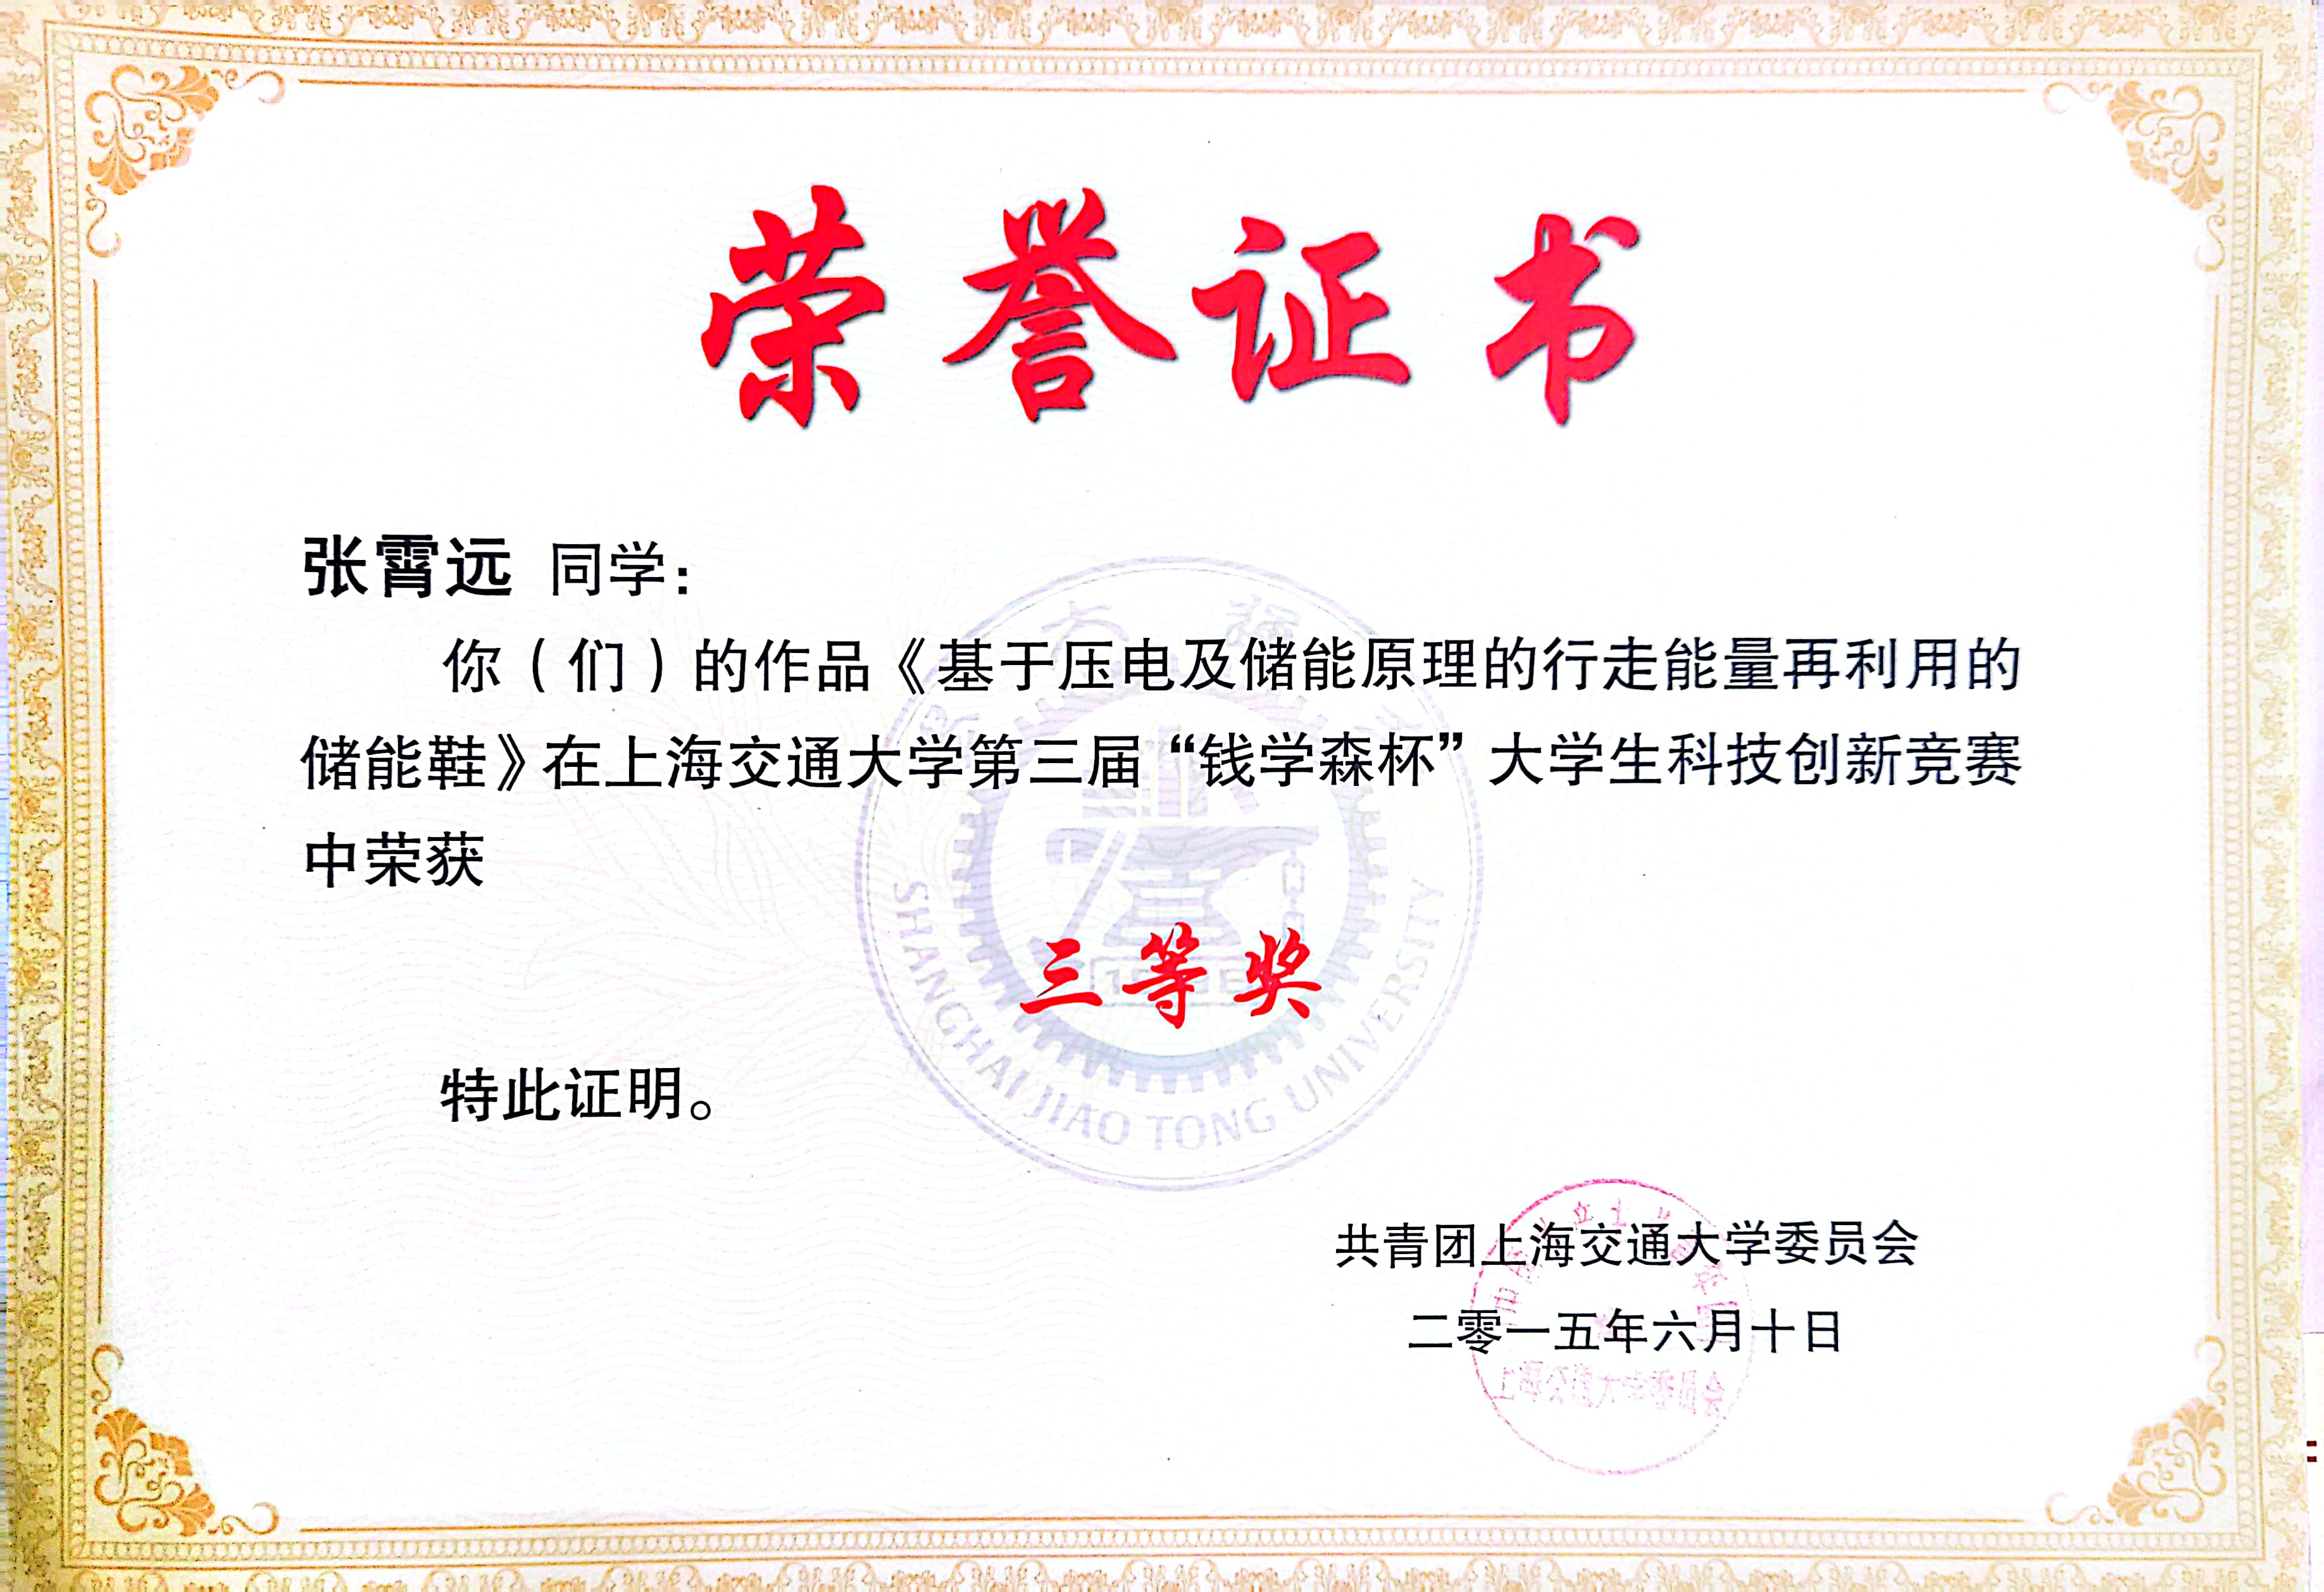 荣誉证书
张霄远 同学：
你（们）的作品《基于压电及储能原理的行走能量再利用的
储能鞋》在上海交通大学第三届“钱学森杯”大学生科技创新竞赛
中荣获
三等奖
SHANGHAI JIAO TONG UNIVERSITY
特此证明。
共青团上海交通大学委员会
二零一五年六月十日
上海交通大学委员会